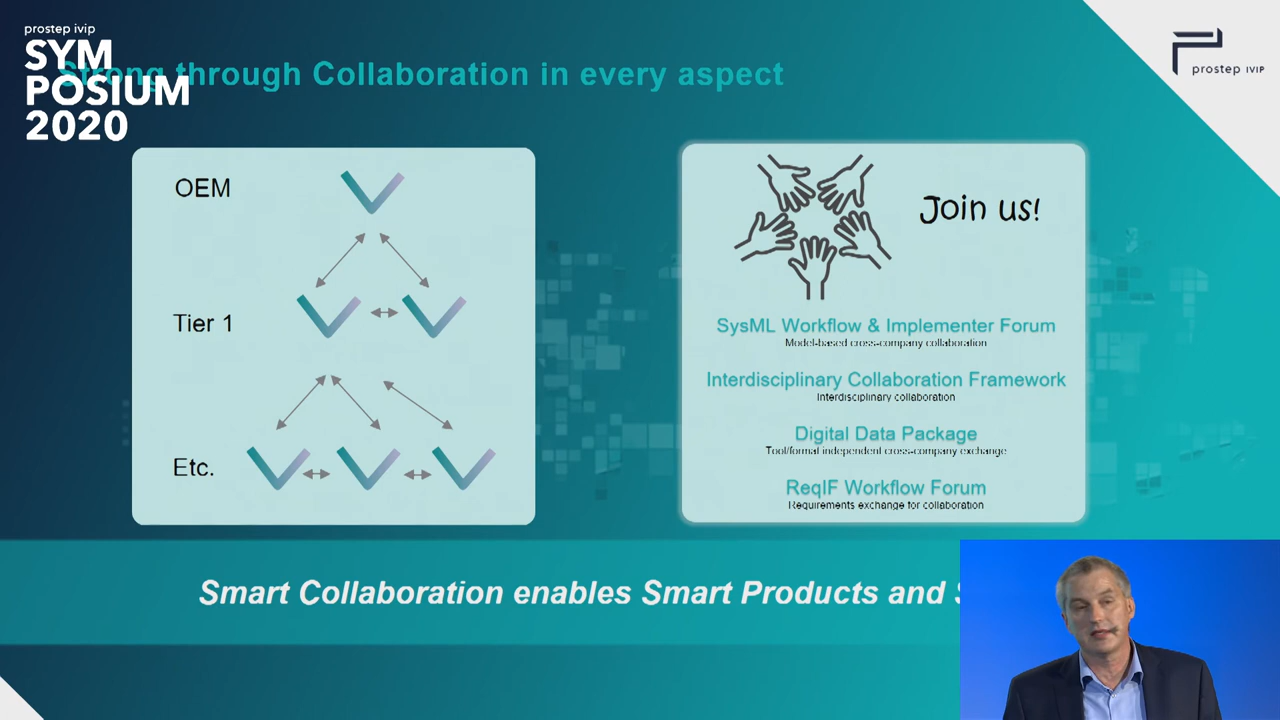 prostep ivip
SYM
POSIUM
2020
Strong through Collaboration in every aspect
prostep IVIP
OEM
Tier 1
Etc.
Join us!
SysML Workflow & Implementer Forum
Model-based cross-company collaboration
Interdisciplinary Collaboration Framework
Interdisciplinary collaboration
Digital Data Package
Tool/format independent cross-company exchange
ReqIF Workflow Forum
Requirements exchange for collaboration
Smart Collaboration enables Smart Products and S